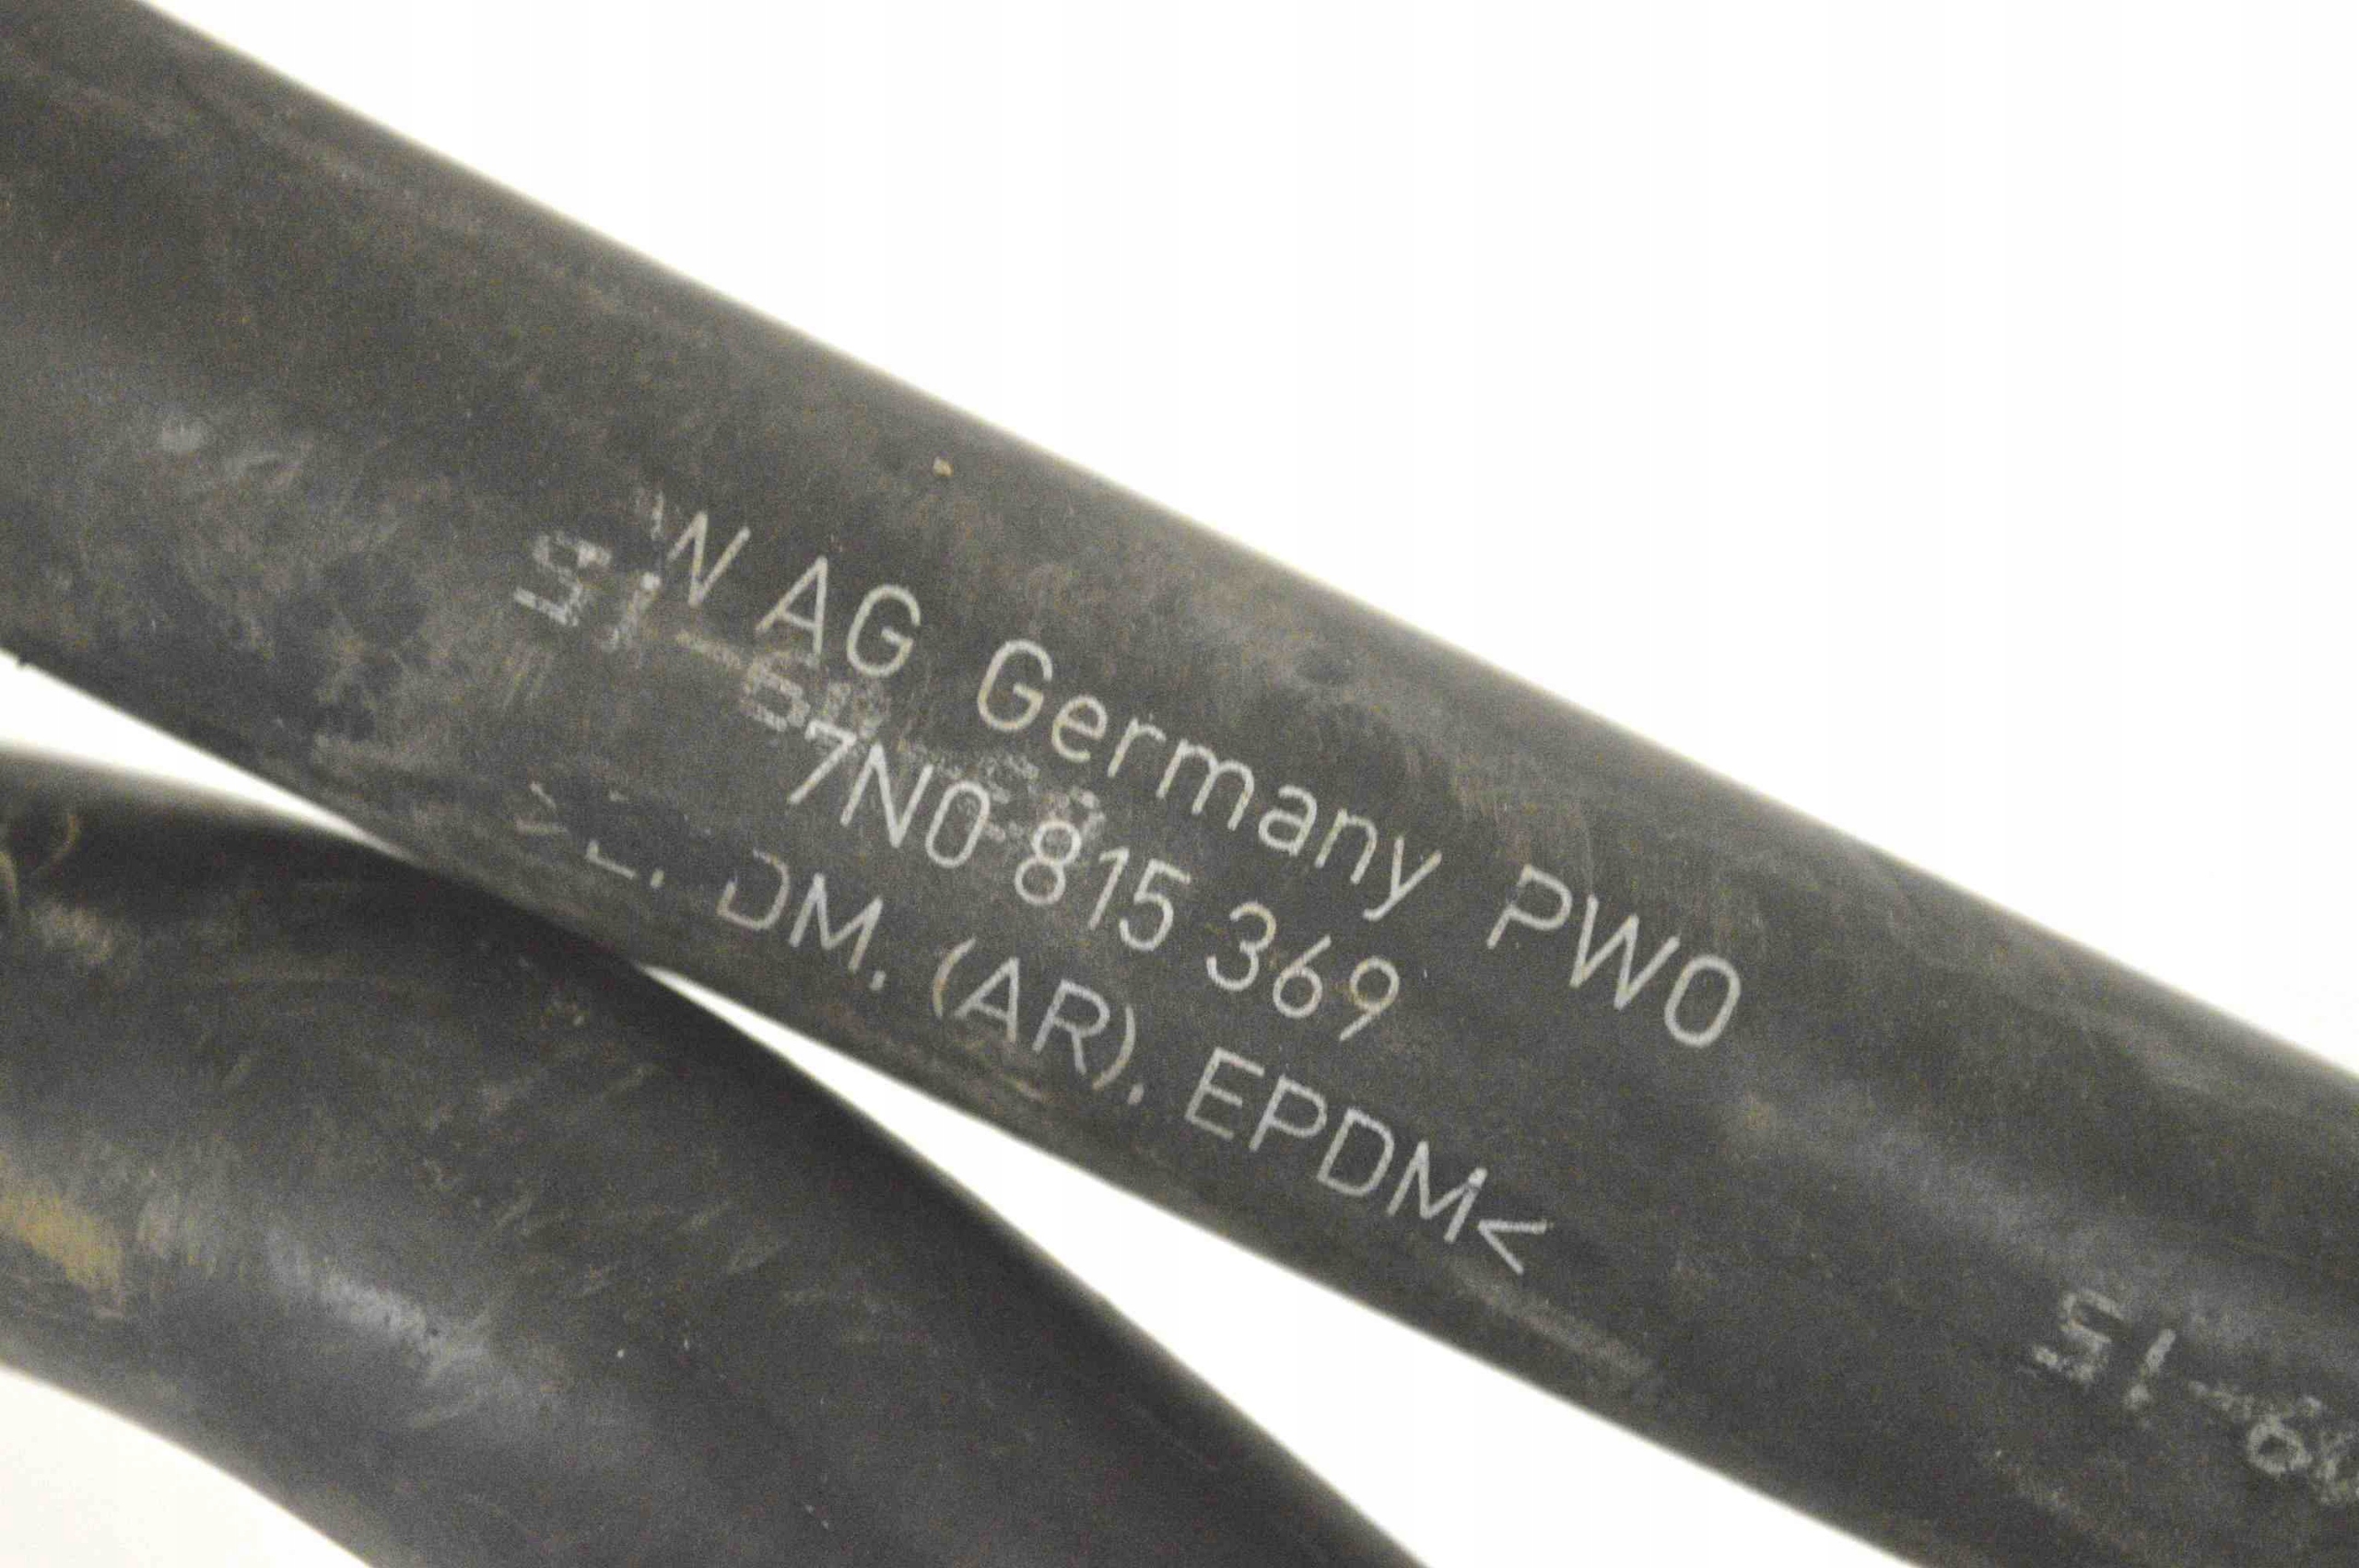 W AG Germany PWO
7N0 815 369
DM, (AR), EPDM<